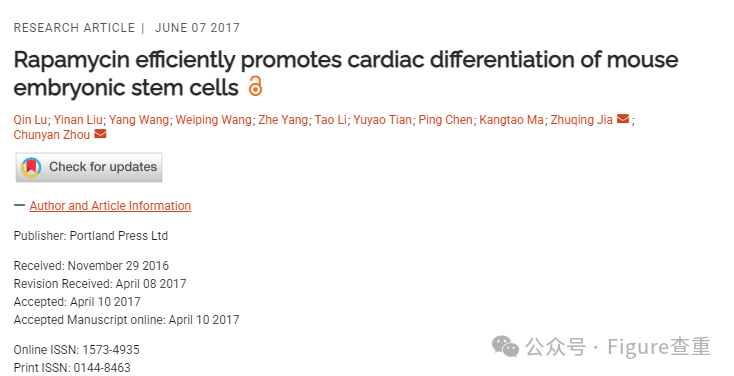 RESEARCH ARTICLE | JUNE 07 2017
Rapamycin efficiently promotes cardiac differentiation of mouse
embryonic stem cells
Qin Lu; Yinan Liu; Yang Wang; Weiping Wang; Zhe Yang; Tao Li; Yuyao Tian; Ping Chen; Kangtao Ma; Zhuqing Jia ;
Chunyan Zhou
Check for updates
— Author and Article Information
Publisher: Portland Press Ltd
Received: November 29 2016
Revision Received: April 08 2017
Accepted: April 10 2017
Accepted Manuscript online: April 10 2017
Online ISSN: 1573-4935
Print ISSN: 0144-8463
公众号 · Figure查重